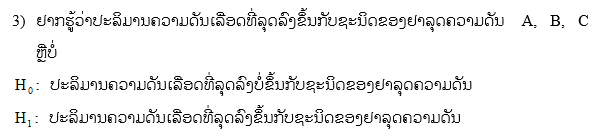 3) ຢາກຮູ້ວ່າປະລິມານຄວາມດັນເລືອດທີ່ລຸດລົງຂຶ້ນກັບຊະນິດຂອງຢາລຸດຄວາມດັນ A, B, C
ຫຼືບໍ່
H₀: ປະລິມານຄວາມດັນເລືອດທີ່ລຸດລົງບໍ່ຂຶ້ນກັບຊະນິດຂອງຢາລຸດຄວາມດັນ
H₁: ປະລິມານຄວາມດັນເລືອດທີ່ລຸດລົງຂຶ້ນກັບຊະນິດຂອງຢາລຸດຄວາມດັນ